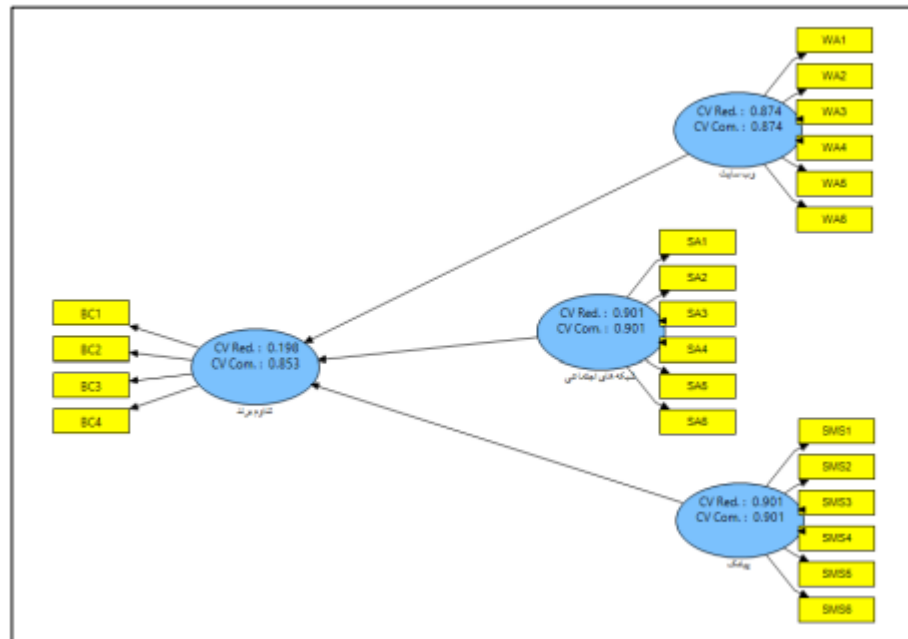 WA1
WA2
WA3
WA4
WA5
WA6
CV Red. : 0.874
CV Com. : 0.874
وب سایت
SA1
SA2
SA3
SA4
SA5
SA6
CV Red. : 0.901
CV Com. : 0.901
شبکه های اجتماعی
BC1
BC2
BC3
BC4
CV Red. : 0.198
CV Com. : 0.853
تداوم برند
SMS1
SMS2
SMS3
SMS4
SMS5
SMS6
CV Red. : 0.901
CV Com. : 0.901
پیامک